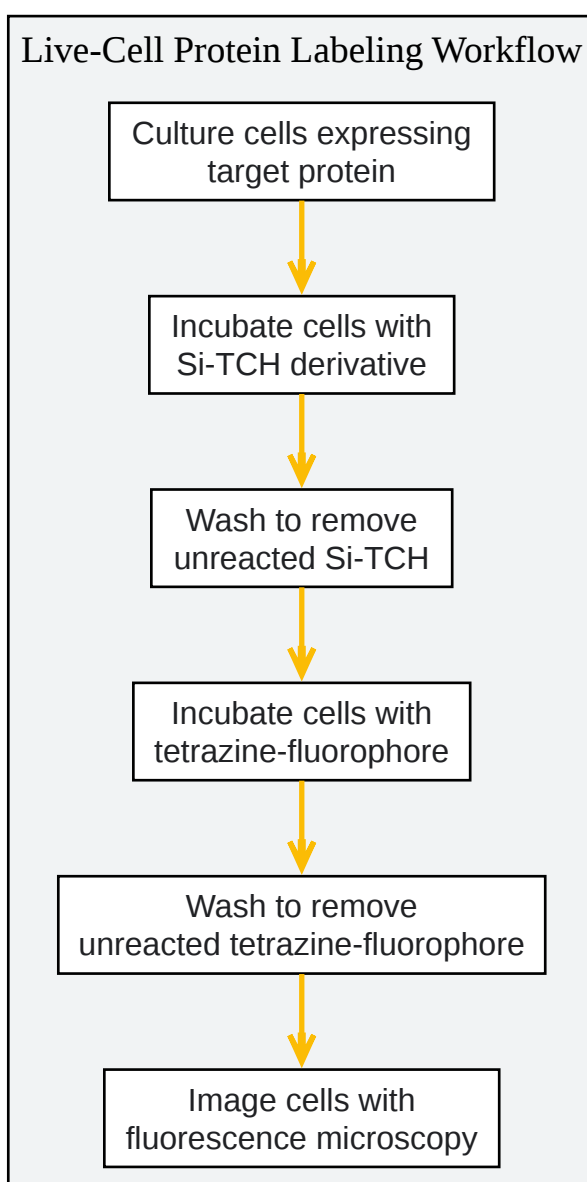 Live-Cell Protein Labeling Workflow
Culture cells expressing
target protein
Incubate cells with
Si-TCH derivative
Wash to remove
unreacted Si-TCH
Incubate cells with
tetrazine-fluorophore
Wash to remove
unreacted tetrazine-fluorophore
Image cells with
fluorescence microscopy